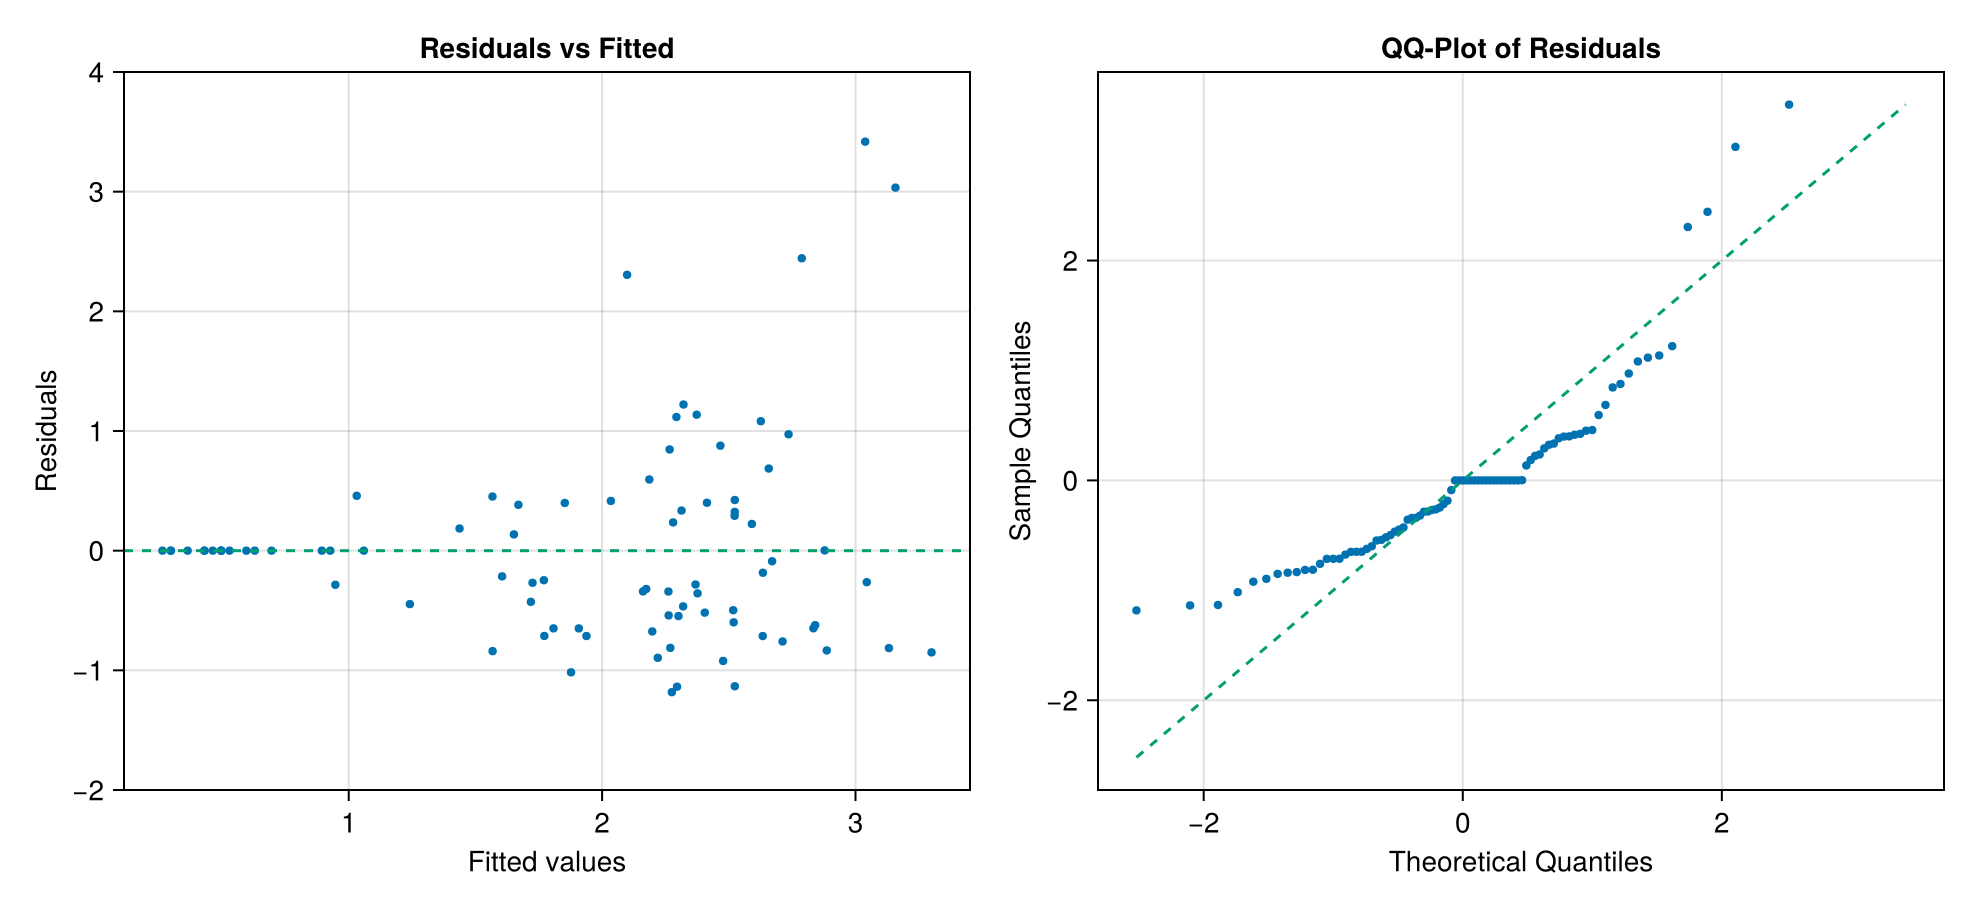 Residuals vs Fitted
4
3
2
1
0
−1
−2
Residuals
1
2
3
Fitted values
QQ-Plot of Residuals
2
0
−2
Sample Quantiles
−2
0
2
Theoretical Quantiles